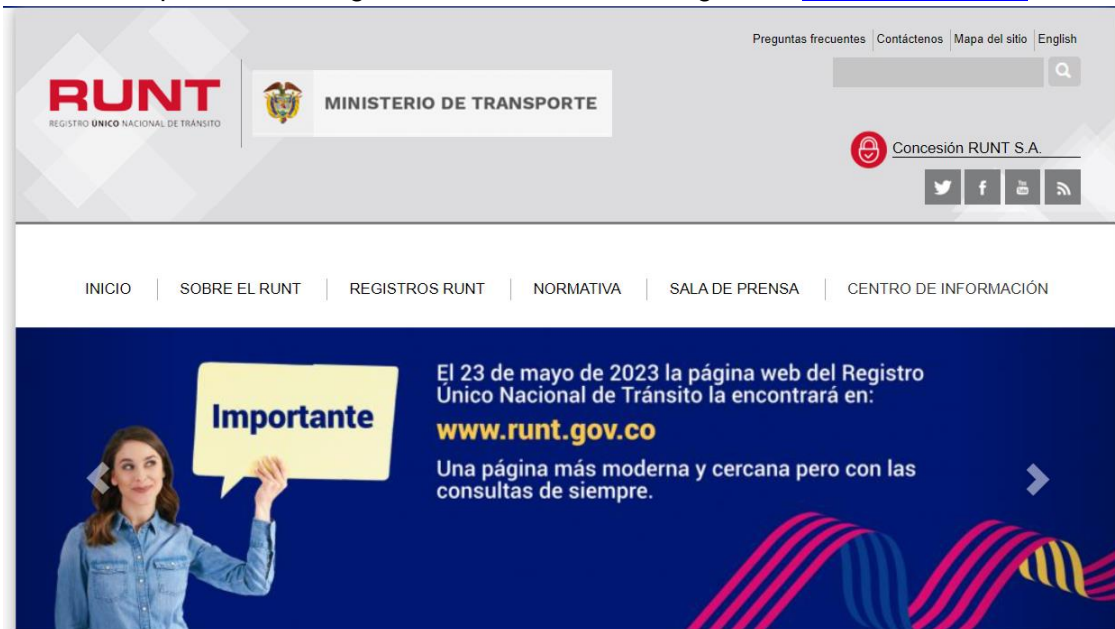 Preguntas frecuentes Contáctenos Mapa del sitio English
RUNT
REGISTRO ÚNICO NACIONAL DE TRÁNSITO
MINISTERIO DE TRANSPORTE
Concesión RUNT S.A.
INICIO SOBRE EL RUNT REGISTROS RUNT NORMATIVA SALA DE PRENSA CENTRO DE INFORMACIÓN
Importante
El 23 de mayo de 2023 la página web del Registro
Único Nacional de Tránsito la encontrará en:
www.runt.gov.co
Una página más moderna y cercana pero con las
consultas de siempre.